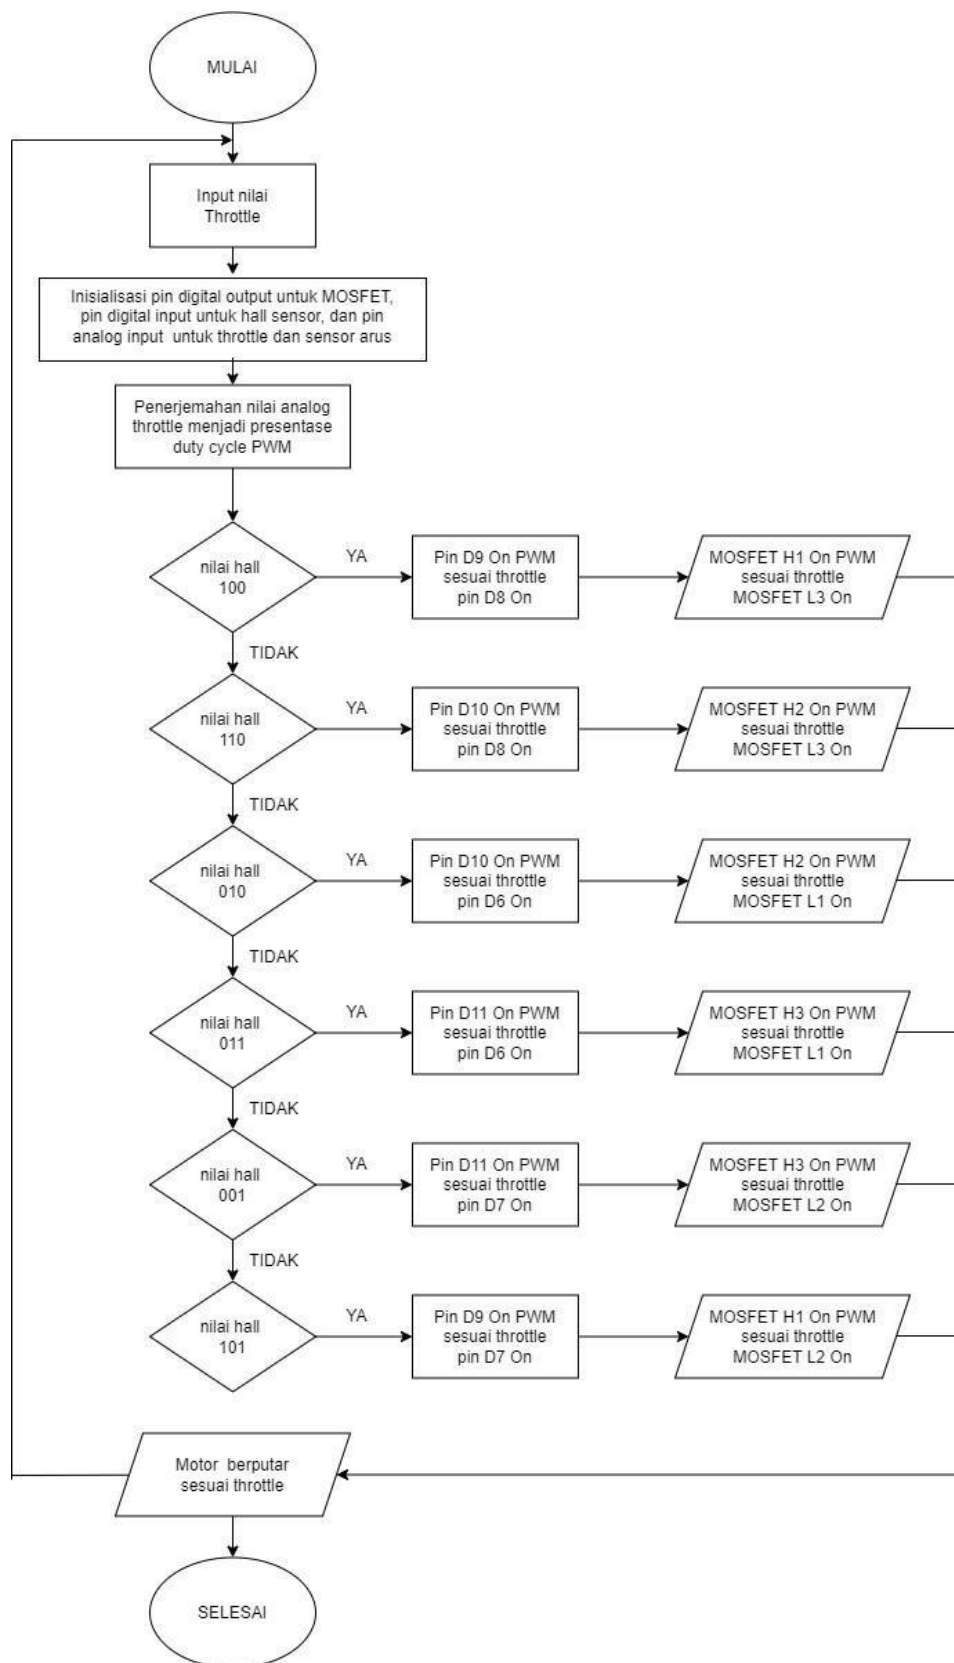 MULAI
Input nilai
Throttle
Inisialisasi pin digital output untuk MOSFET,
pin digital input untuk hall sensor, dan pin
analog input untuk throttle dan sensor arus
Penerjemahan nilai analog
throttle menjadi presentase
duty cycle PWM
nilai hall
100
YA
Pin D9 On PWM
sesuai throttle
pin D8 On
MOSFET H1 On PWM
sesuai throttle
MOSFET L3 On
TIDAK
nilai hall
110
YA
Pin D10 On PWM
sesuai throttle
pin D8 On
MOSFET H2 On PWM
sesuai throttle
MOSFET L3 On
TIDAK
nilai hall
010
YA
Pin D10 On PWM
sesuai throttle
pin D6 On
MOSFET H2 On PWM
sesuai throttle
MOSFET L1 On
TIDAK
nilai hall
011
YA
Pin D11 On PWM
sesuai throttle
pin D6 On
MOSFET H3 On PWM
sesuai throttle
MOSFET L1 On
TIDAK
nilai hall
001
YA
Pin D11 On PWM
sesuai throttle
pin D7 On
MOSFET H3 On PWM
sesuai throttle
MOSFET L2 On
TIDAK
nilai hall
101
YA
Pin D9 On PWM
sesuai throttle
pin D7 On
MOSFET H1 On PWM
sesuai throttle
MOSFET L2 On
Motor berputar
sesuai throttle
SELESAI